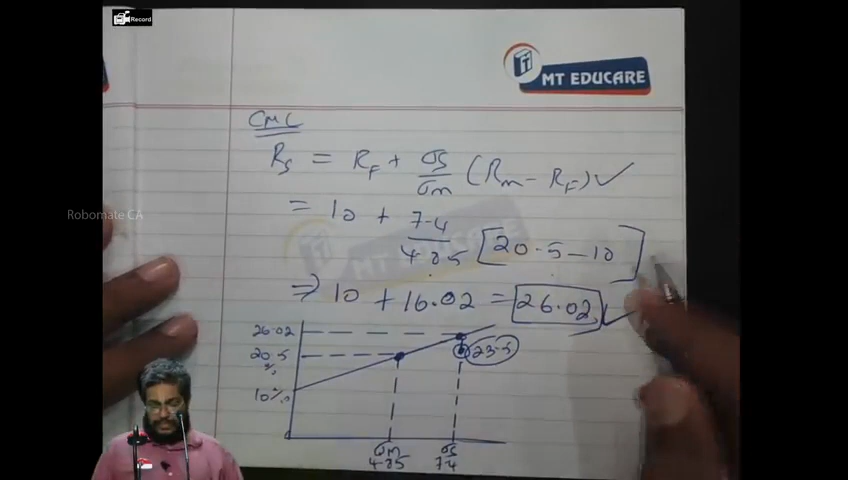 Record
MT EDUCARE
CML
Rs = RF + σs/σm (Rm − RF) ✓
Robomate CA
= 10 + 7.4/4.85 [20.5 − 10]
MT EDUCARE
⇒ 10 + 16.02 = 26.02 ✓
26.02
20.5 %
23.5
10%
σm σs
4.85 7.4